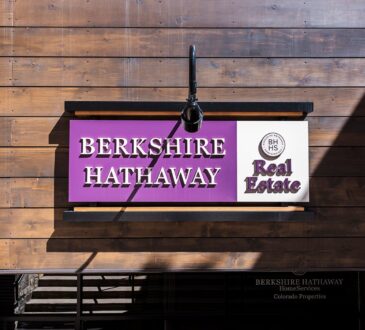 BERKSHIRE
HATHAWAY
BH
HS
Real
Estate
BERKSHIRE HATHAWAY
HomeServices
Colorado Properties